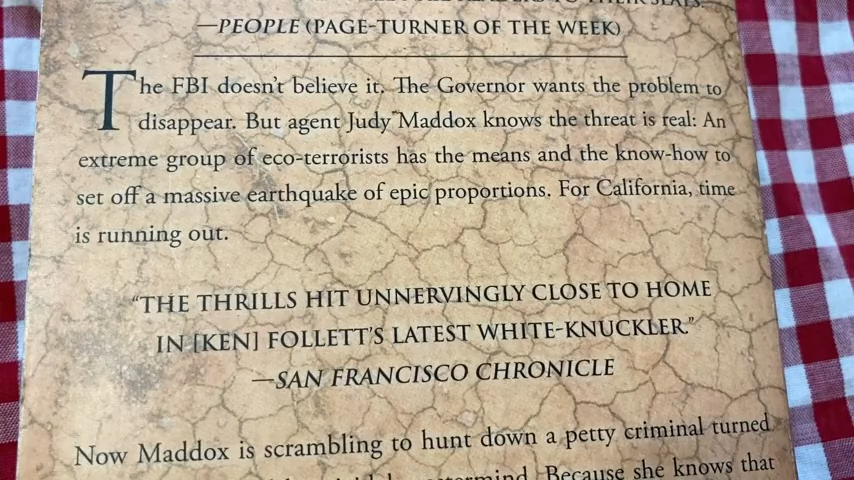 SEATS.
—PEOPLE (PAGE-TURNER OF THE WEEK)
The FBI doesn't believe it. The Governor wants the problem to
disappear. But agent Judy Maddox knows the threat is real: An
extreme group of eco-terrorists has the means and the know-how to
set off a massive earthquake of epic proportions. For California, time
is running out.
"THE THRILLS HIT UNNERVINGLY CLOSE TO HOME
IN [KEN] FOLLETT'S LATEST WHITE-KNUCKLER."
—SAN FRANCISCO CHRONICLE
Now Maddox is scrambling to hunt down a petty criminal turned
Because she knows that